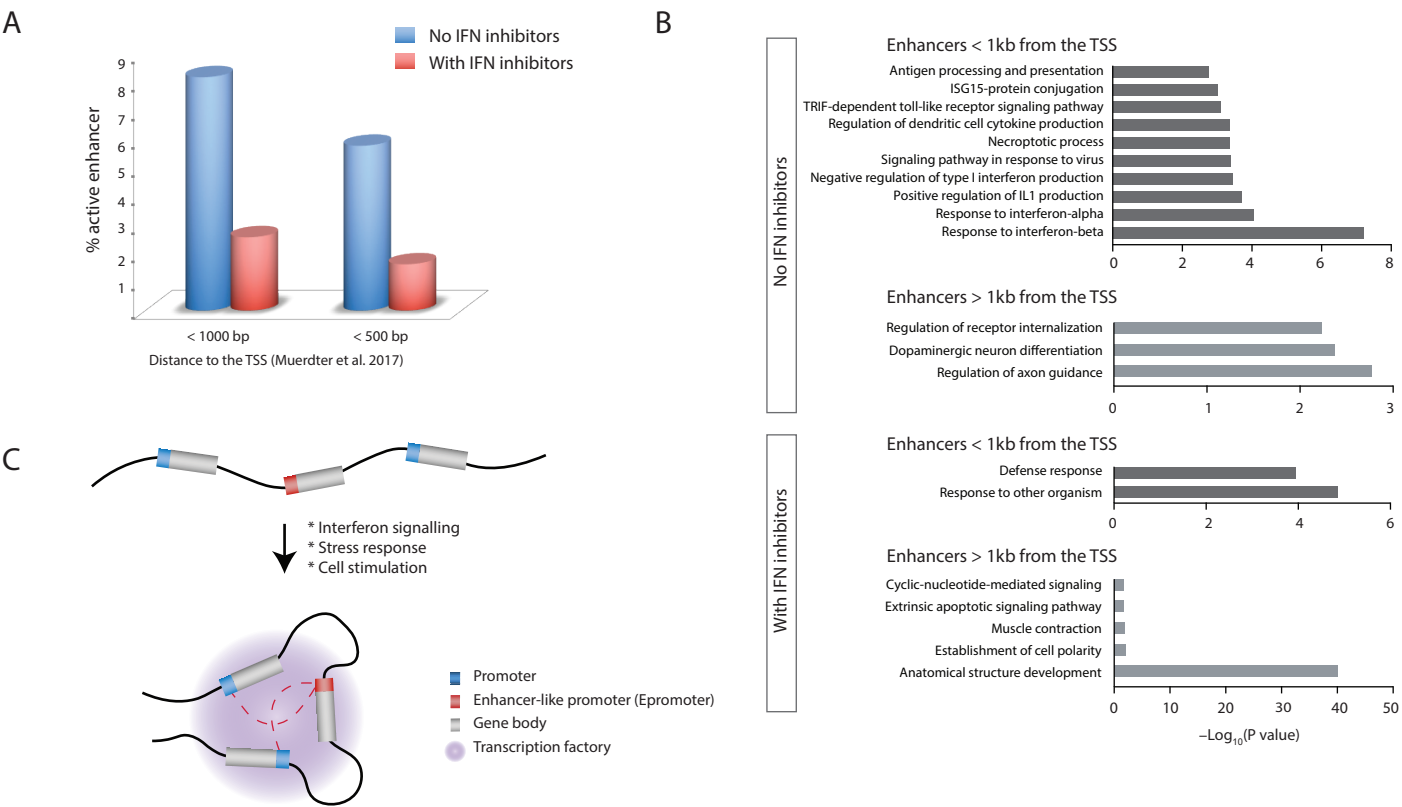 A
No IFN inhibitors
With IFN inhibitors
% active enhancer
9
8
7
6
5
4
3
2
1
< 1000 bp
< 500 bp
Distance to the TSS (Muerdter et al. 2017)
B
No IFN inhibitors
Enhancers < 1kb from the TSS
Antigen processing and presentation
ISG15-protein conjugation
TRIF-dependent toll-like receptor signaling pathway
Regulation of dendritic cell cytokine production
Necroptotic process
Signaling pathway in response to virus
Negative regulation of type I interferon production
Positive regulation of IL1 production
Response to interferon-alpha
Response to interferon-beta
0 2 4 6 8
Enhancers > 1kb from the TSS
Regulation of receptor internalization
Dopaminergic neuron differentiation
Regulation of axon guidance
0 1 2 3
With IFN inhibitors
Enhancers < 1kb from the TSS
Defense response
Response to other organism
0 2 4 6
Enhancers > 1kb from the TSS
Cyclic-nucleotide-mediated signaling
Extrinsic apoptotic signaling pathway
Muscle contraction
Establishment of cell polarity
Anatomical structure development
0 10 20 30 40 50
−Log10(P value)
C
* Interferon signalling
* Stress response
* Cell stimulation
Promoter
Enhancer-like promoter (Epromoter)
Gene body
Transcription factory